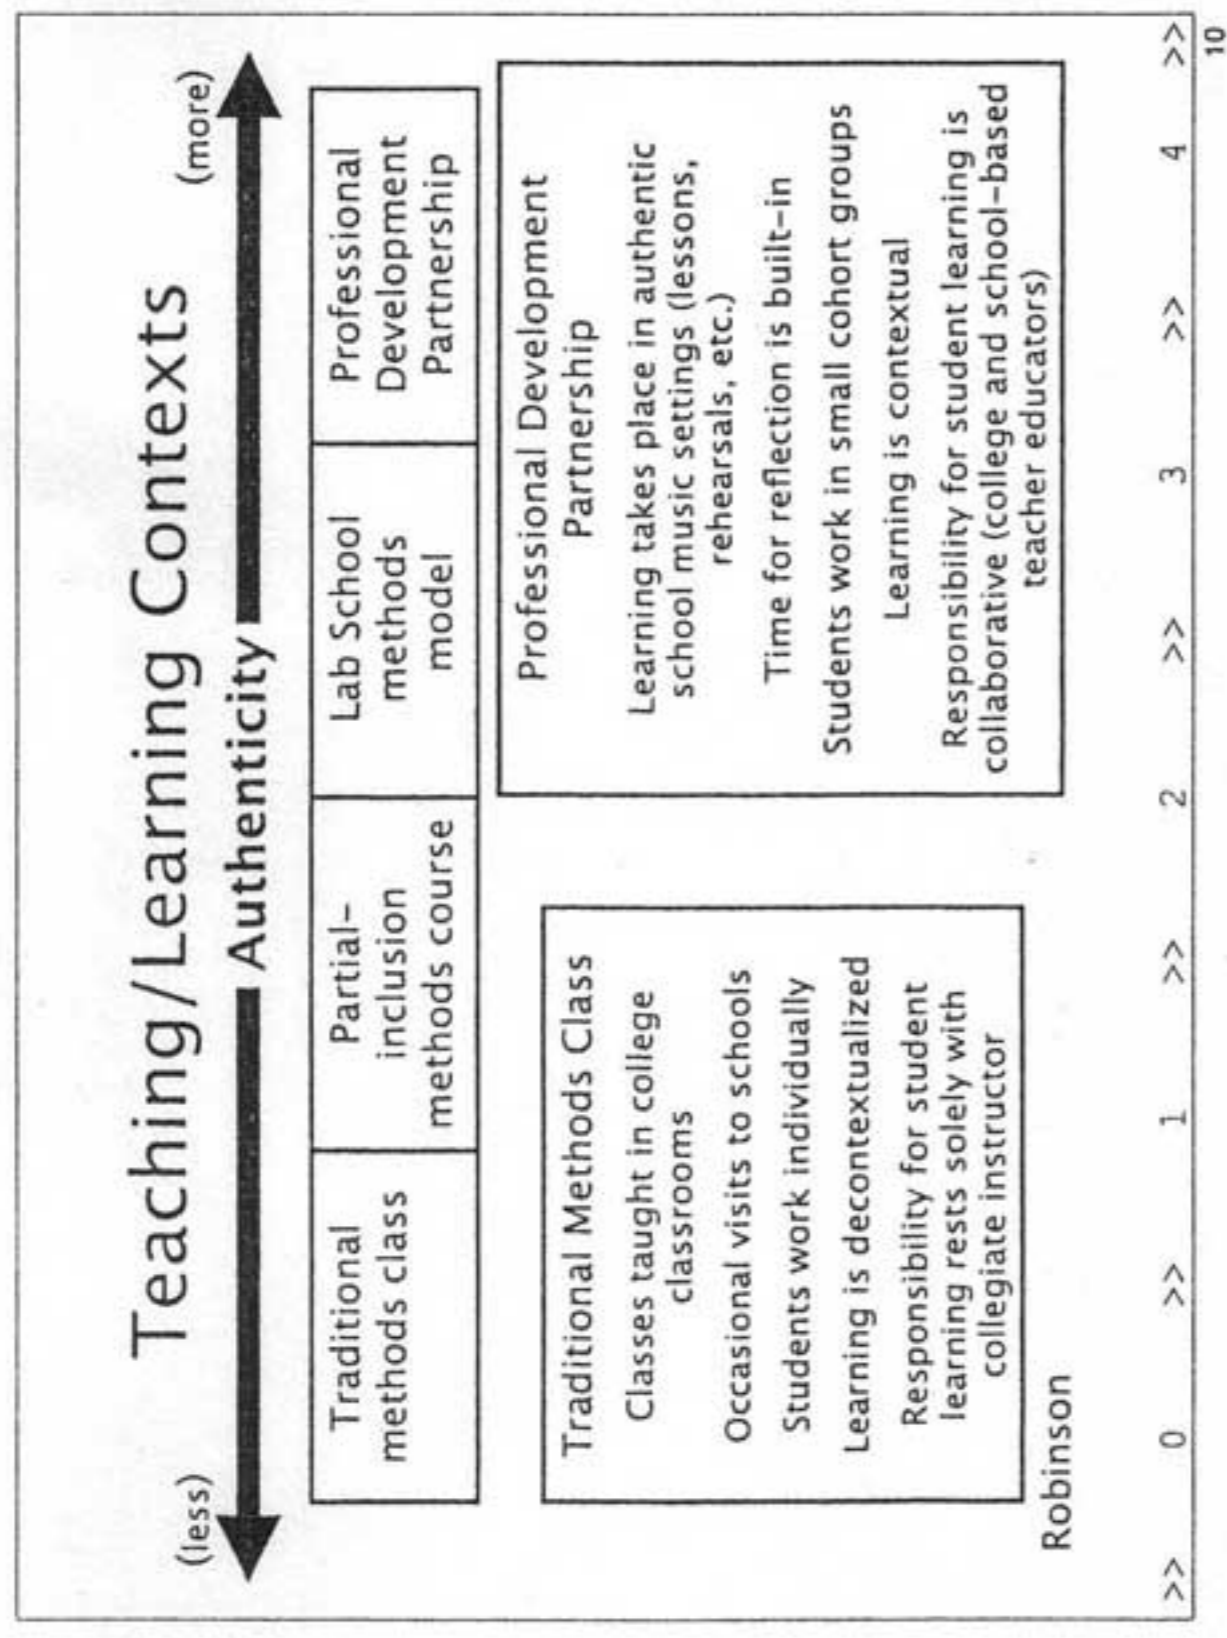 Teaching/Learning Contexts
(less)
Authenticity
(more)
Traditional
methods class
Partial-
inclusion
methods course
Lab School
methods
model
Professional
Development
Partnership
Traditional Methods Class
Classes taught in college
classrooms
Occasional visits to schools
Students work individually
Learning is decontextualized
Responsibility for student
learning rests solely with
collegiate instructor
Professional Development
Partnership
Learning takes place in authentic
school music settings (lessons,
rehearsals, etc.)
Time for reflection is built-in
Students work in small cohort groups
Learning is contextual
Responsibility for student learning is
collaborative (college and school-based
teacher educators)
Robinson
>> 0 >> 1 >> 2 >> 3 >> 4 >>
10